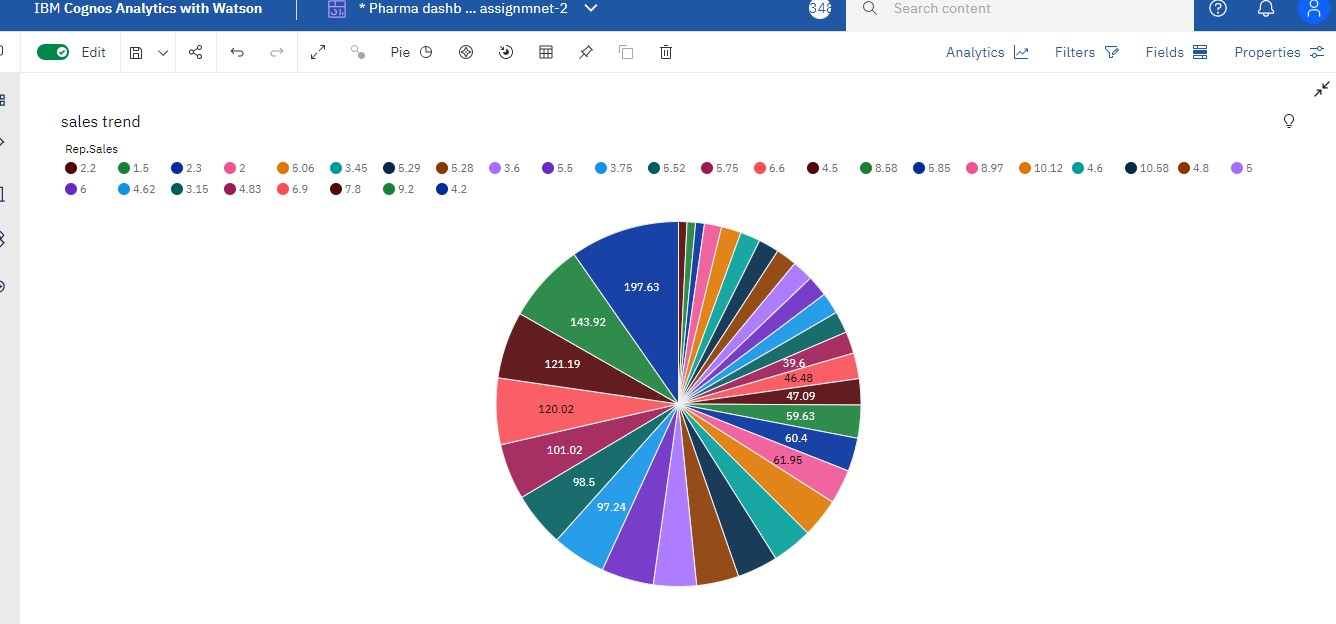 IBM Cognos Analytics with Watson
* Pharma dashb ... assignmnet-2
348
Search content
Edit
Pie
Analytics
Filters
Fields
Properties
sales trend
Rep.Sales
2.2 1.5 2.3 2 5.06 3.45 5.29 5.28 3.6 5.5 3.75 5.52 5.75 6.6 4.5 8.58 5.85 8.97 10.12 4.6 10.58 4.8 5
6 4.62 3.15 4.83 6.9 7.8 9.2 4.2
197.63
143.92
121.19
39.6
46.48
47.09
120.02
59.63
60.4
101.02
61.95
98.5
97.24